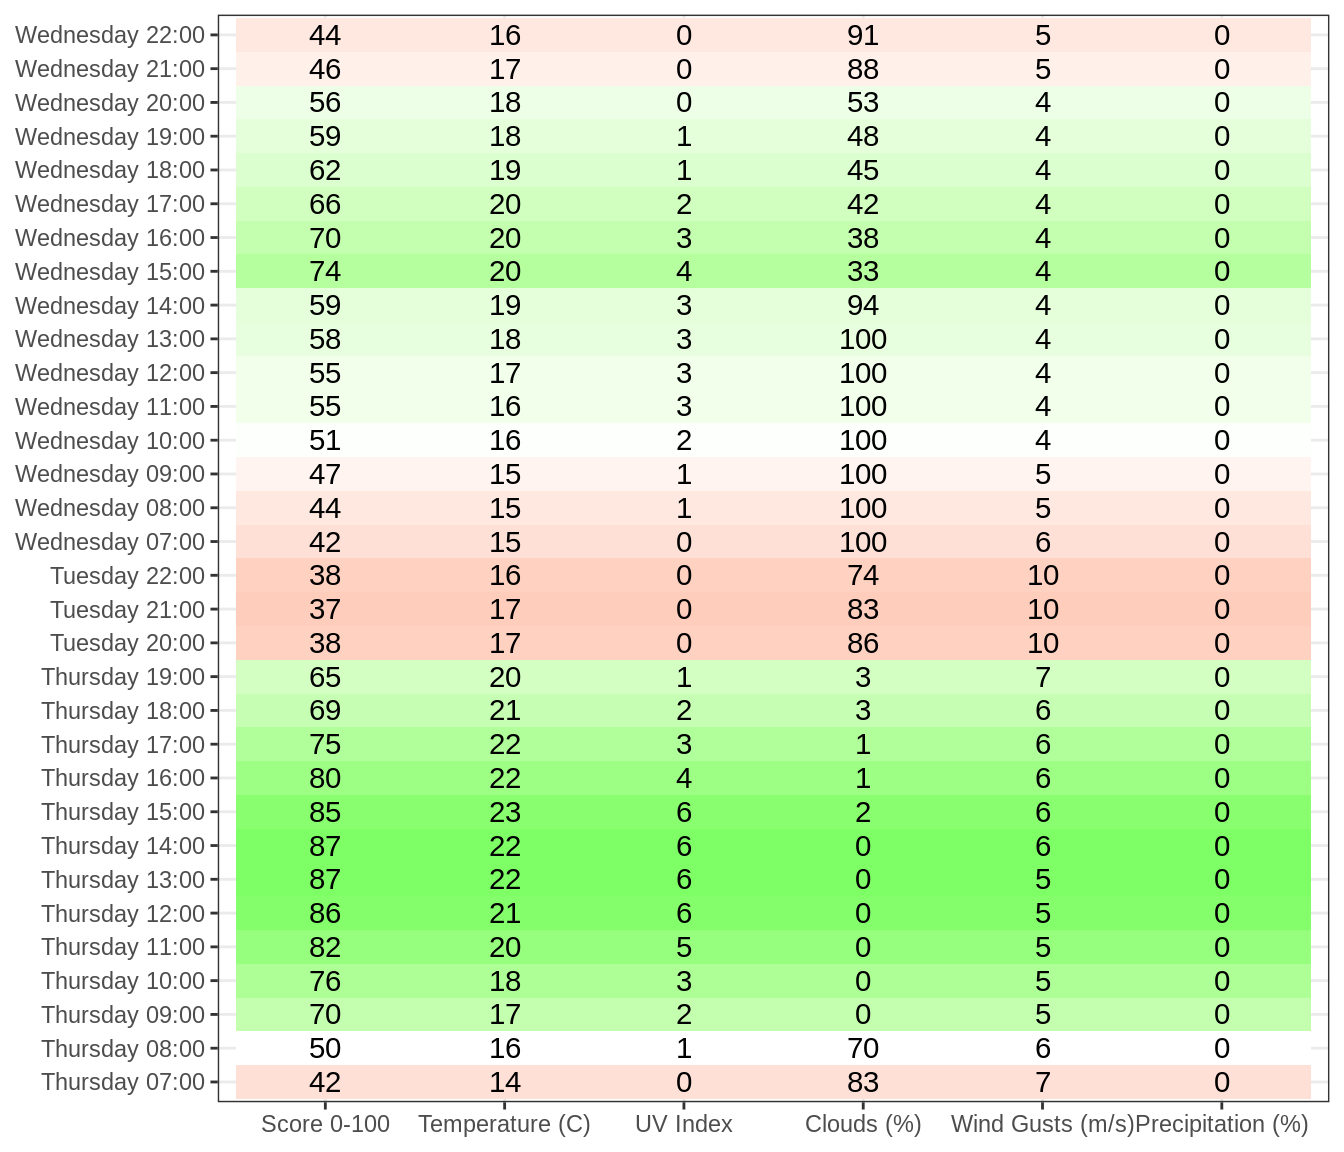 Wednesday 22:00 44 16 0 91 5 0
Wednesday 21:00 46 17 0 88 5 0
Wednesday 20:00 56 18 0 53 4 0
Wednesday 19:00 59 18 1 48 4 0
Wednesday 18:00 62 19 1 45 4 0
Wednesday 17:00 66 20 2 42 4 0
Wednesday 16:00 70 20 3 38 4 0
Wednesday 15:00 74 20 4 33 4 0
Wednesday 14:00 59 19 3 94 4 0
Wednesday 13:00 58 18 3 100 4 0
Wednesday 12:00 55 17 3 100 4 0
Wednesday 11:00 55 16 3 100 4 0
Wednesday 10:00 51 16 2 100 4 0
Wednesday 09:00 47 15 1 100 5 0
Wednesday 08:00 44 15 1 100 5 0
Wednesday 07:00 42 15 0 100 6 0
Tuesday 22:00 38 16 0 74 10 0
Tuesday 21:00 37 17 0 83 10 0
Tuesday 20:00 38 17 0 86 10 0
Thursday 19:00 65 20 1 3 7 0
Thursday 18:00 69 21 2 3 6 0
Thursday 17:00 75 22 3 1 6 0
Thursday 16:00 80 22 4 1 6 0
Thursday 15:00 85 23 6 2 6 0
Thursday 14:00 87 22 6 0 6 0
Thursday 13:00 87 22 6 0 5 0
Thursday 12:00 86 21 6 0 5 0
Thursday 11:00 82 20 5 0 5 0
Thursday 10:00 76 18 3 0 5 0
Thursday 09:00 70 17 2 0 5 0
Thursday 08:00 50 16 1 70 6 0
Thursday 07:00 42 14 0 83 7 0
Score 0-100 Temperature (C) UV Index Clouds (%) Wind Gusts (m/s) Precipitation (%)